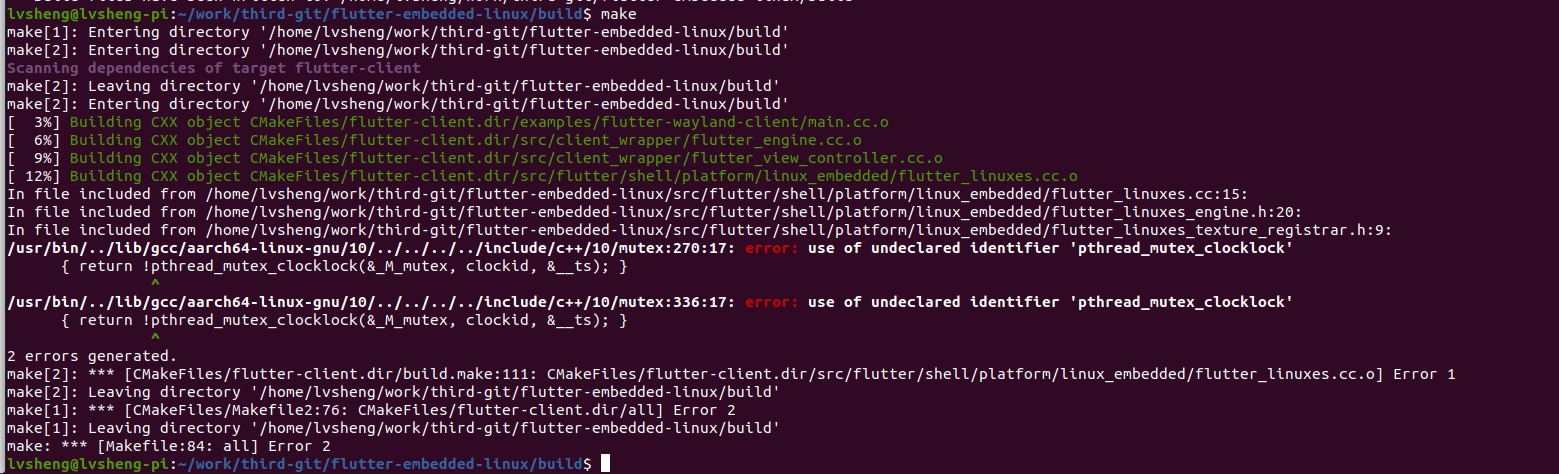 lvsheng@lvsheng-pi:~/work/third-git/flutter-embedded-linux/build$ make
make[1]: Entering directory '/home/lvsheng/work/third-git/flutter-embedded-linux/build'
make[2]: Entering directory '/home/lvsheng/work/third-git/flutter-embedded-linux/build'
Scanning dependencies of target flutter-client
make[2]: Leaving directory '/home/lvsheng/work/third-git/flutter-embedded-linux/build'
make[2]: Entering directory '/home/lvsheng/work/third-git/flutter-embedded-linux/build'
[  3%] Building CXX object CMakeFiles/flutter-client.dir/examples/flutter-wayland-client/main.cc.o
[  6%] Building CXX object CMakeFiles/flutter-client.dir/src/client_wrapper/flutter_engine.cc.o
[  9%] Building CXX object CMakeFiles/flutter-client.dir/src/client_wrapper/flutter_view_controller.cc.o
[ 12%] Building CXX object CMakeFiles/flutter-client.dir/src/flutter/shell/platform/linux_embedded/flutter_linuxes.cc.o
In file included from /home/lvsheng/work/third-git/flutter-embedded-linux/src/flutter/shell/platform/linux_embedded/flutter_linuxes.cc:15:
In file included from /home/lvsheng/work/third-git/flutter-embedded-linux/src/flutter/shell/platform/linux_embedded/flutter_linuxes_engine.h:20:
In file included from /home/lvsheng/work/third-git/flutter-embedded-linux/src/flutter/shell/platform/linux_embedded/flutter_linuxes_texture_registrar.h:9:
/usr/bin/../lib/gcc/aarch64-linux-gnu/10/../../../../include/c++/10/mutex:270:17: error: use of undeclared identifier 'pthread_mutex_clocklock'
      { return !pthread_mutex_clocklock(&_M_mutex, clockid, &__ts); }
                ^
/usr/bin/../lib/gcc/aarch64-linux-gnu/10/../../../../include/c++/10/mutex:336:17: error: use of undeclared identifier 'pthread_mutex_clocklock'
      { return !pthread_mutex_clocklock(&_M_mutex, clockid, &__ts); }
                ^
2 errors generated.
make[2]: *** [CMakeFiles/flutter-client.dir/build.make:111: CMakeFiles/flutter-client.dir/src/flutter/shell/platform/linux_embedded/flutter_linuxes.cc.o] Error 1
make[2]: Leaving directory '/home/lvsheng/work/third-git/flutter-embedded-linux/build'
make[1]: *** [CMakeFiles/Makefile2:76: CMakeFiles/flutter-client.dir/all] Error 2
make[1]: Leaving directory '/home/lvsheng/work/third-git/flutter-embedded-linux/build'
make: *** [Makefile:84: all] Error 2
lvsheng@lvsheng-pi:~/work/third-git/flutter-embedded-linux/build$